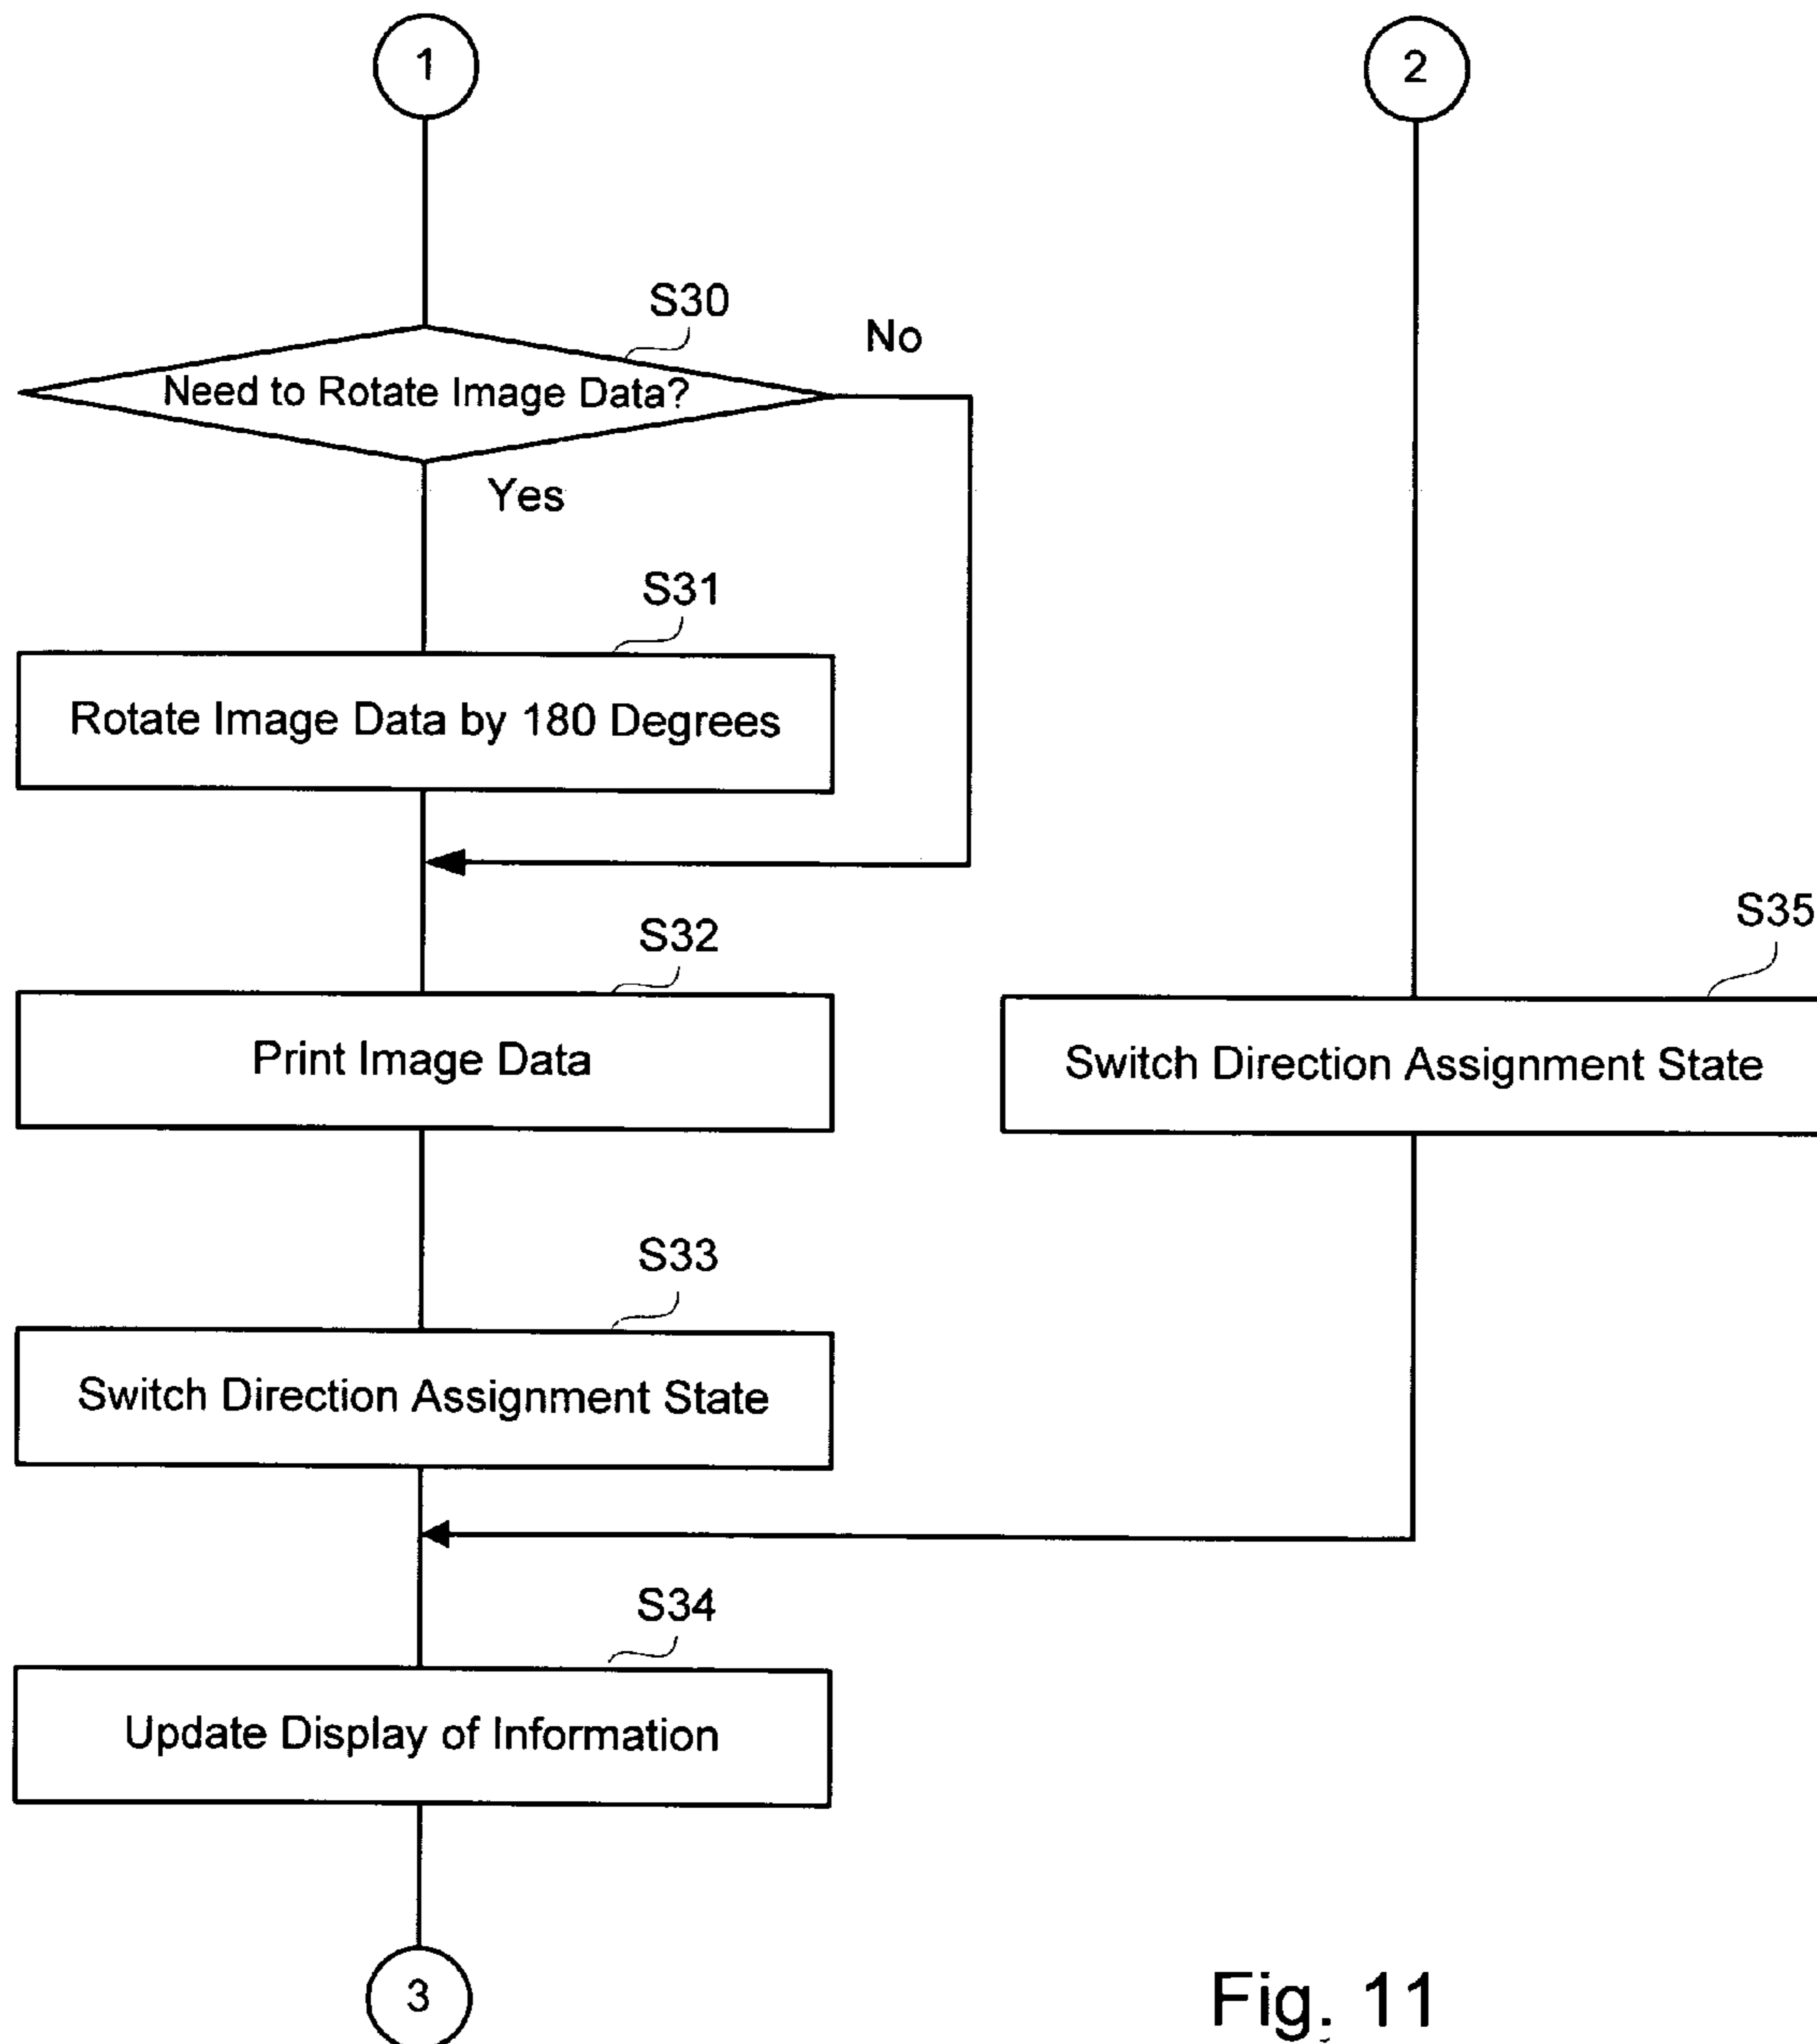 1
2
S30
No
Need to Rotate Image Data?
Yes
S31
Rotate Image Data by 180 Degrees
S32
Print Image Data
S35
Switch Direction Assignment State
S33
Switch Direction Assignment State
S34
Update Display of Information
3
Fig. 11